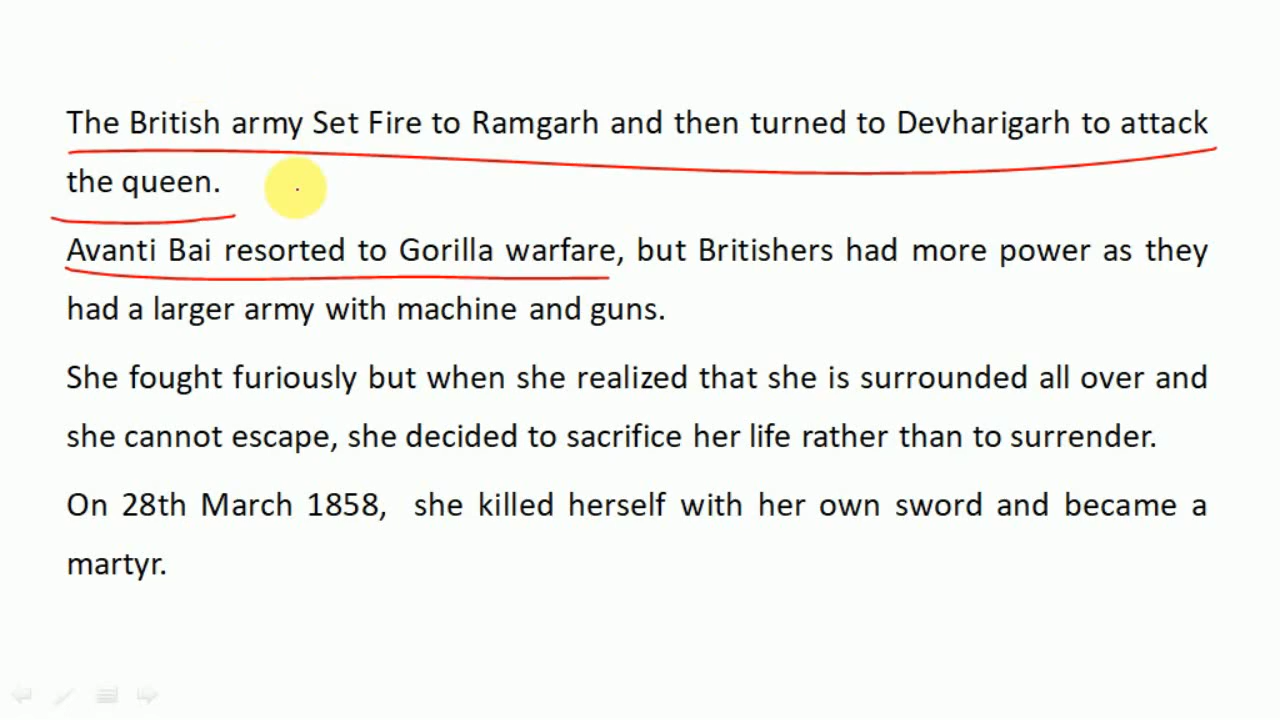 The British army Set Fire to Ramgarh and then turned to Devharigarh to attack
the queen.
Avanti Bai resorted to Gorilla warfare, but Britishers had more power as they
had a larger army with machine and guns.
She fought furiously but when she realized that she is surrounded all over and
she cannot escape, she decided to sacrifice her life rather than to surrender.
On 28th March 1858,  she killed herself with her own sword and became a
martyr.